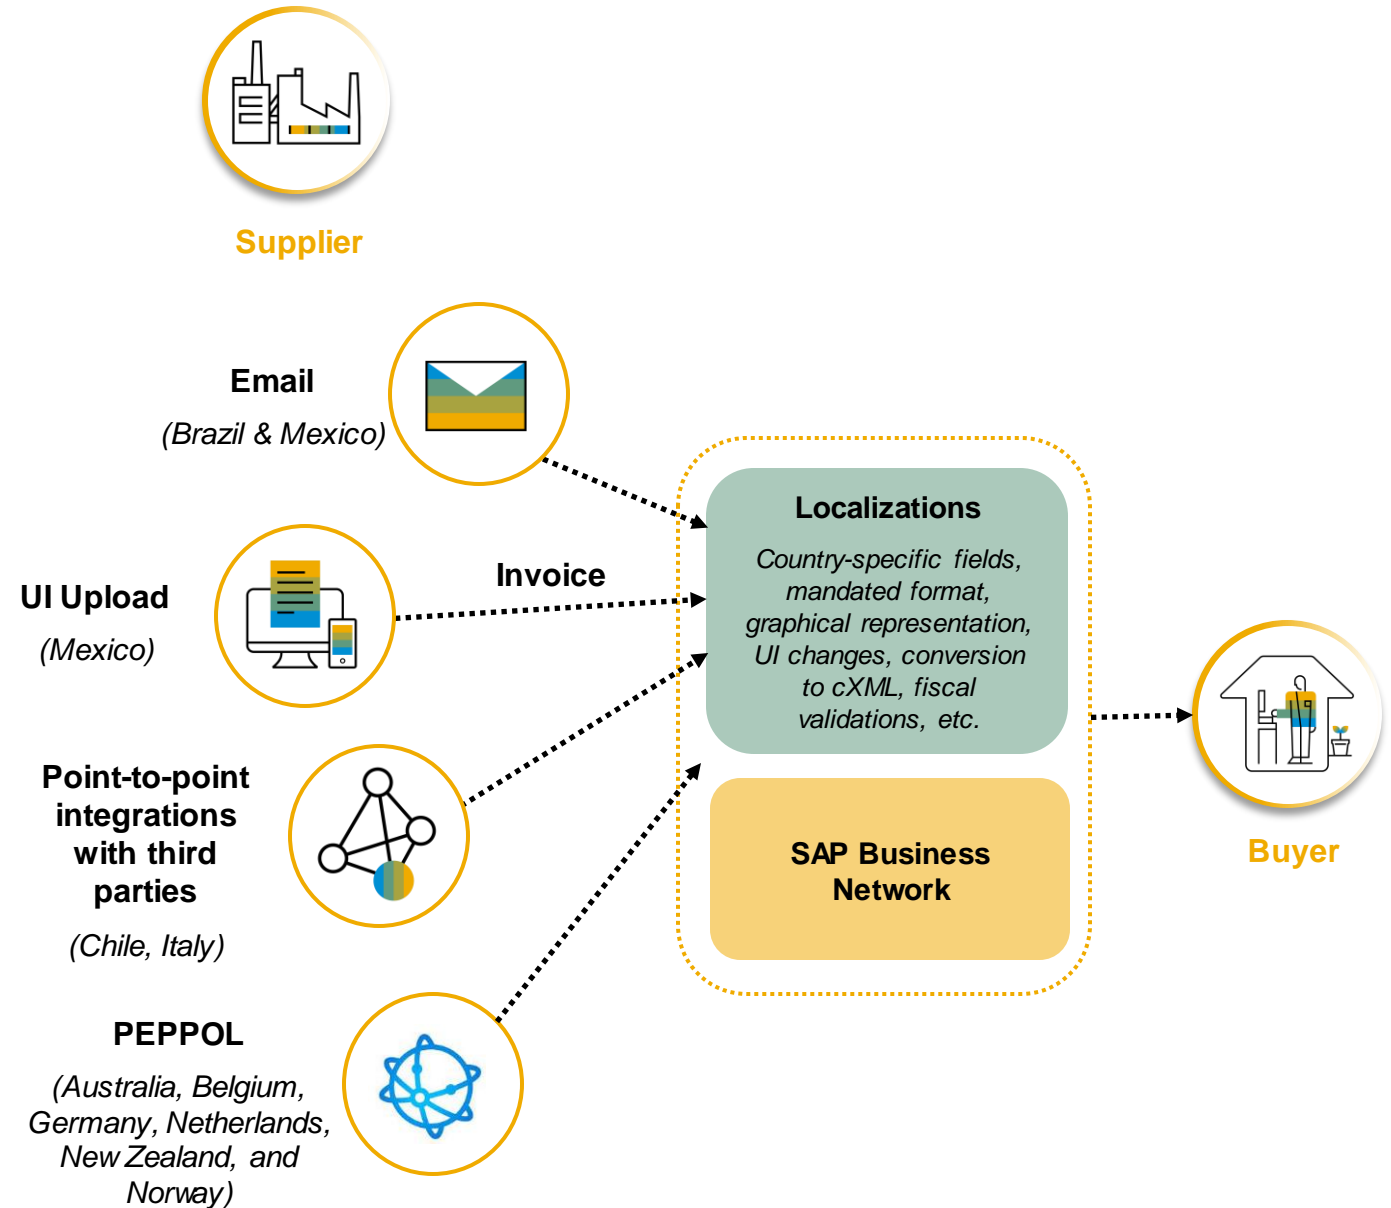 Supplier
Email
(Brazil & Mexico)
UI Upload
(Mexico)
Invoice
Point-to-point
integrations
with third
parties
(Chile, Italy)
PEPPOL
(Australia, Belgium,
Germany, Netherlands,
New Zealand, and
Norway)
Localizations
Country-specific fields,
mandated format,
graphical representation,
UI changes, conversion
to cXML, fiscal
validations, etc.
SAP Business
Network
Buyer